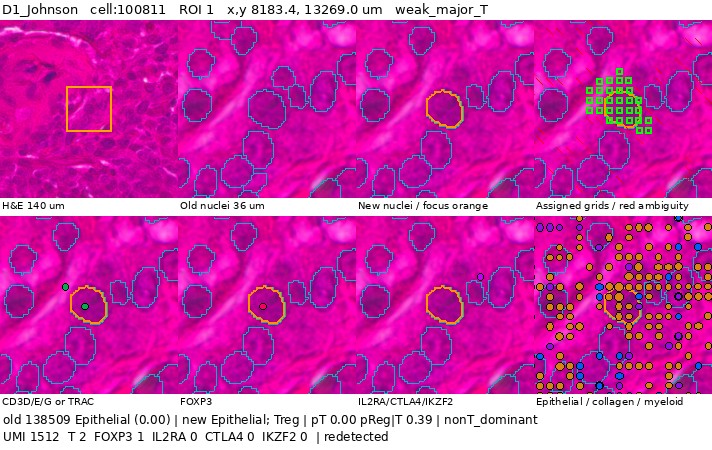 D1_Johnson cell:100811 ROI 1 x,y 8183.4, 13269.0 um weak_major_T
H&E 140 um
Old nuclei 36 um
New nuclei / focus orange
Assigned grids / red ambiguity
CD3D/E/G or TRAC
FOXP3
IL2RA/CTLA4/IKZF2
Epithelial / collagen / myeloid
old 138509 Epithelial (0.00) | new Epithelial; Treg | pT 0.00 pReg|T 0.39 | nonT_dominant
UMI 1512 T 2 FOXP3 1 IL2RA 0 CTLA4 0 IKZF2 0 | redetected